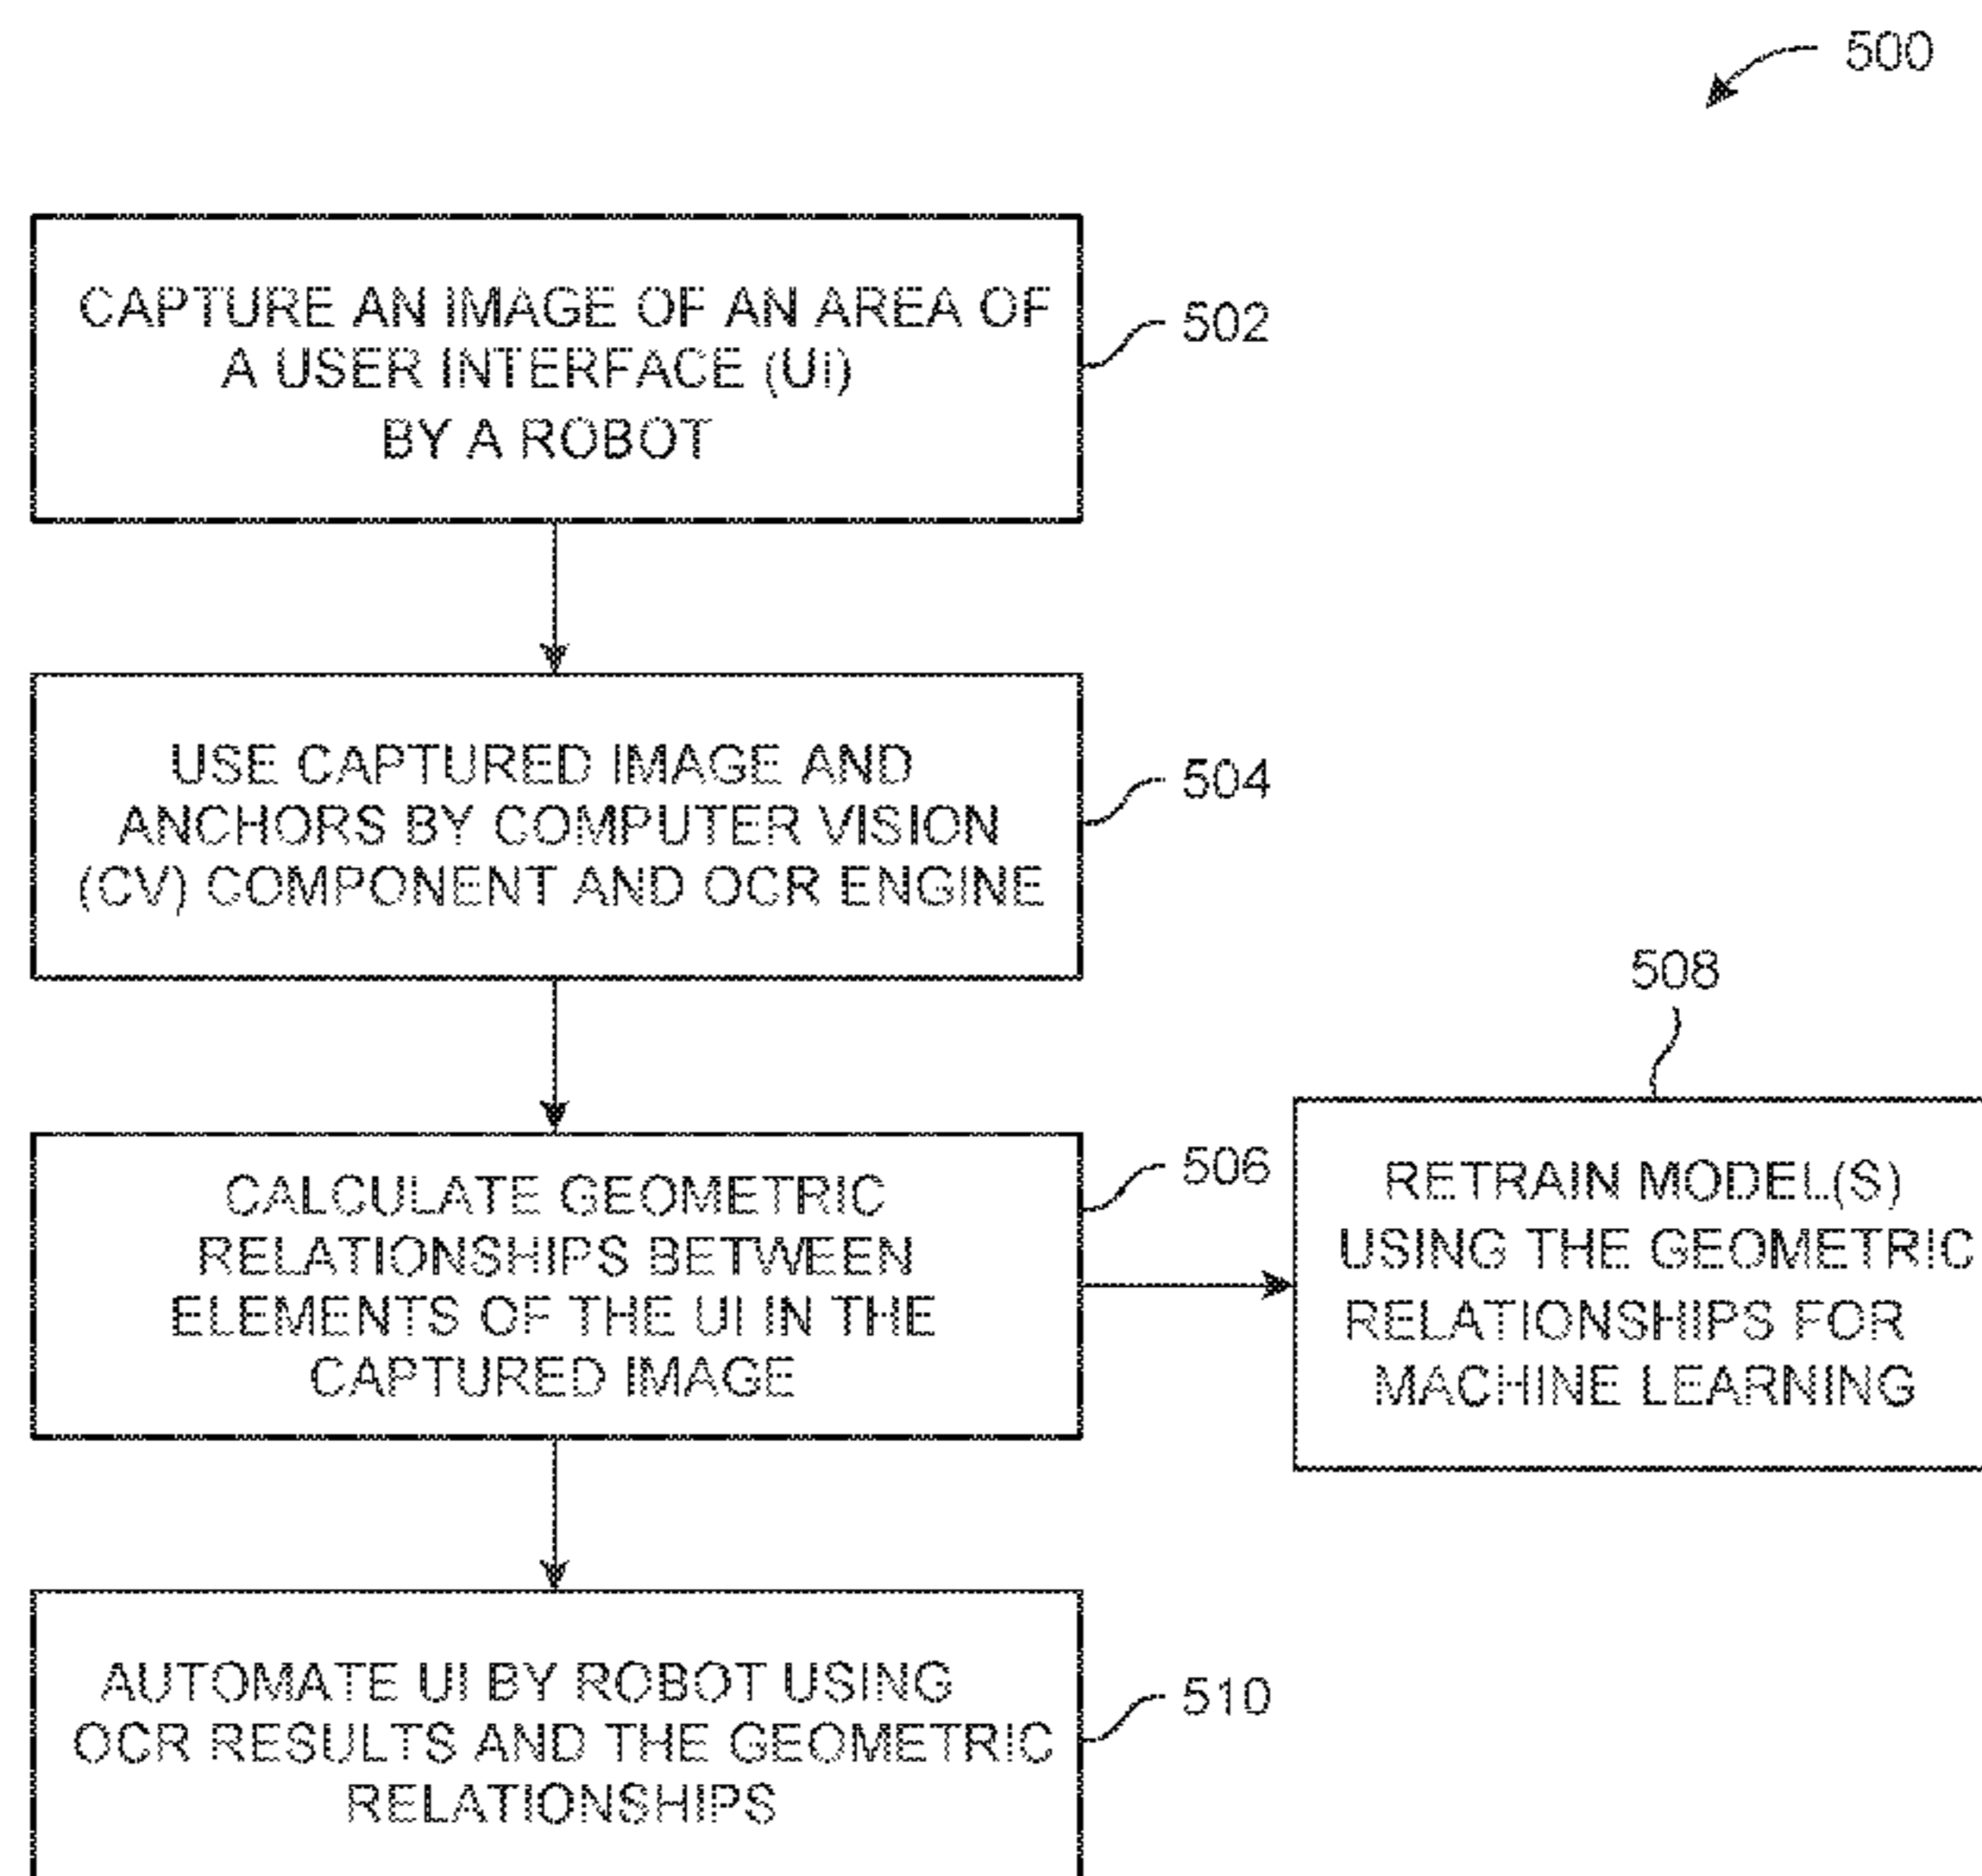 500
CAPTURE AN IMAGE OF AN AREA OF
A USER INTERFACE (UI)
BY A ROBOT
502
USE CAPTURED IMAGE AND
ANCHORS BY COMPUTER VISION
(CV) COMPONENT AND OCR ENGINE
504
CALCULATE GEOMETRIC
RELATIONSHIPS BETWEEN
ELEMENTS OF THE UI IN THE
CAPTURED IMAGE
506
508
RETRAIN MODEL(S)
USING THE GEOMETRIC
RELATIONSHIPS FOR
MACHINE LEARNING
AUTOMATE UI BY ROBOT USING
OCR RESULTS AND THE GEOMETRIC
RELATIONSHIPS
510